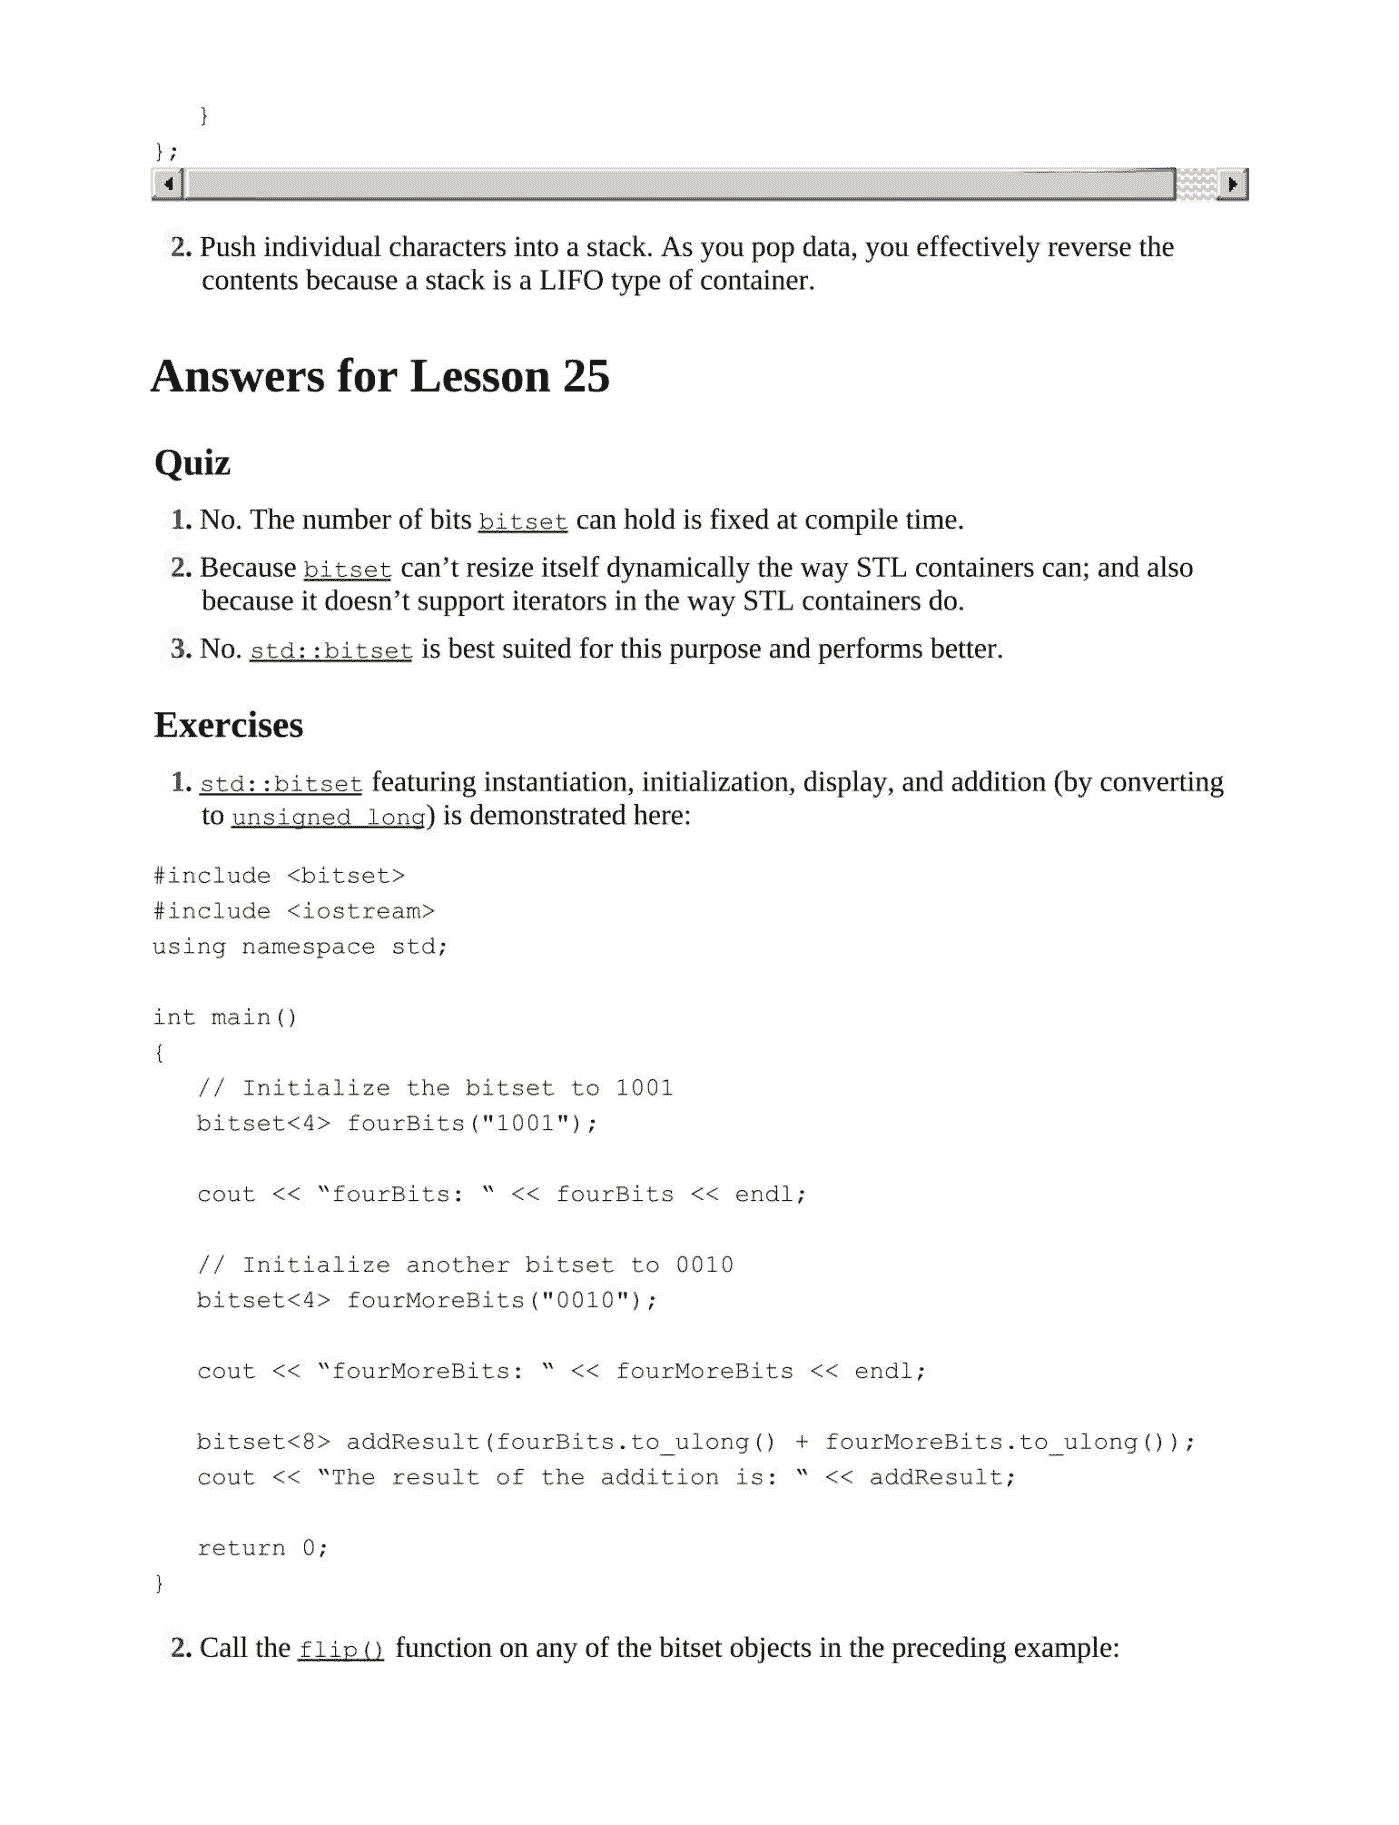 }
};
2. Push individual characters into a stack. As you pop data, you effectively reverse the
contents because a stack is a LIFO type of container.
Answers for Lesson 25
Quiz
1. No. The number of bits bitset can hold is fixed at compile time.
2. Because bitset can’t resize itself dynamically the way STL containers can; and also
because it doesn’t support iterators in the way STL containers do.
3. No. std::bitset is best suited for this purpose and performs better.
Exercises
1. std::bitset featuring instantiation, initialization, display, and addition (by converting
to unsigned long) is demonstrated here:
#include <bitset>
#include <iostream>
using namespace std;
int main()
{
// Initialize the bitset to 1001
bitset<4> fourBits("1001");
cout << “fourBits: “ << fourBits << endl;
// Initialize another bitset to 0010
bitset<4> fourMoreBits("0010");
cout << “fourMoreBits: “ << fourMoreBits << endl;
bitset<8> addResult(fourBits.to_ulong() + fourMoreBits.to_ulong());
cout << “The result of the addition is: “ << addResult;
return 0;
}
2. Call the flip() function on any of the bitset objects in the preceding example: